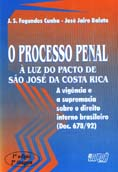 J. S. Fagundes Cunha - José Jairo Baluta
O PROCESSO PENAL
À LUZ DO PACTO DE
SÃO JOSÉ DA COSTA RICA
A vigência e
a supremacia
sobre o direito
interno brasileiro
(Dec. 678/92)